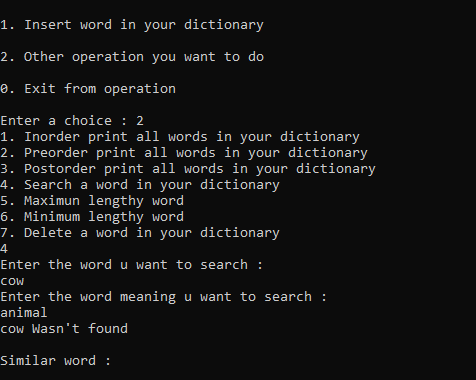 1. Insert word in your dictionary
2. Other operation you want to do
0. Exit from operation
Enter a choice : 2
1. Inorder print all words in your dictionary
2. Preorder print all words in your dictionary
3. Postorder print all words in your dictionary
4. Search a word in your dictionary
5. Maximun lengthy word
6. Minimum lengthy word
7. Delete a word in your dictionary
4
Enter the word u want to search :
cow
Enter the word meaning u want to search :
animal
cow Wasn't found
Similar word :